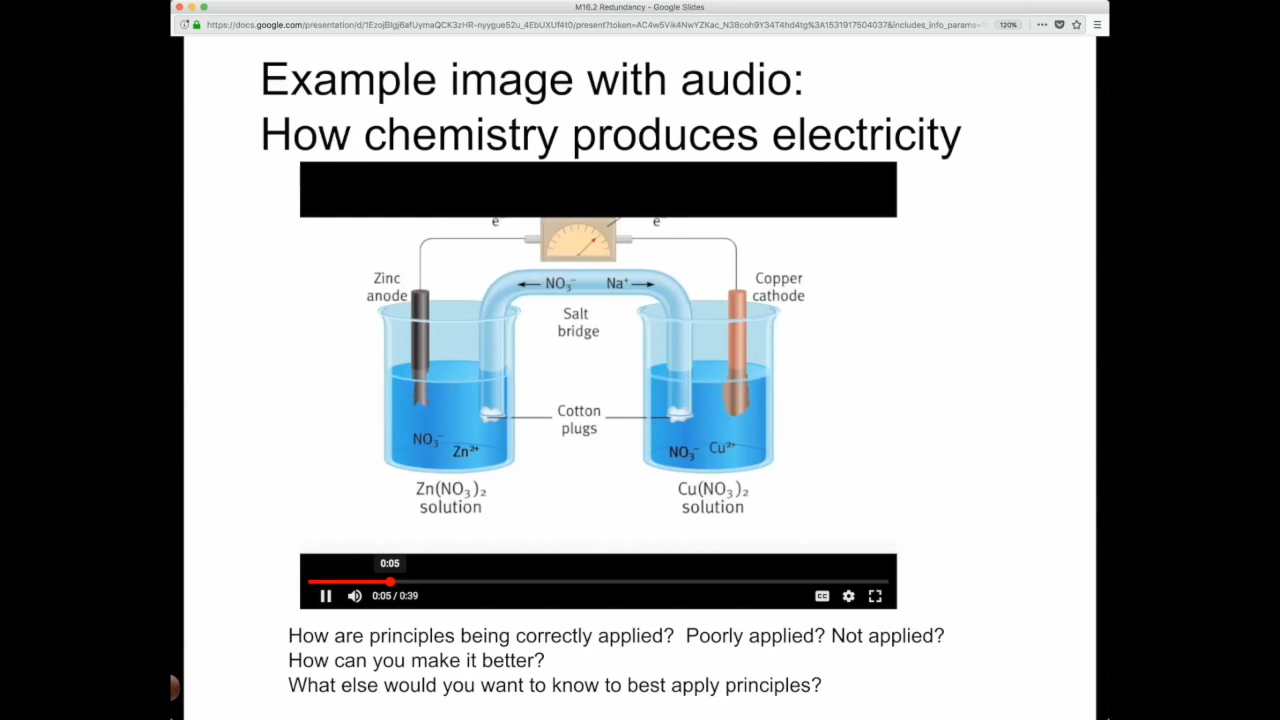 M16.2 Redundancy - Google Slides
120%
Example image with audio:
How chemistry produces electricity
e⁻ e⁻
Zinc
anode
NO₃⁻ Na⁺
Copper
cathode
Salt
bridge
Cotton
plugs
NO₃⁻
Zn²⁺
NO₃⁻ Cu²⁺
Zn(NO₃)₂
solution
Cu(NO₃)₂
solution
0:05
0:05 / 0:39
CC
How are principles being correctly applied? Poorly applied? Not applied?
How can you make it better?
What else would you want to know to best apply principles?